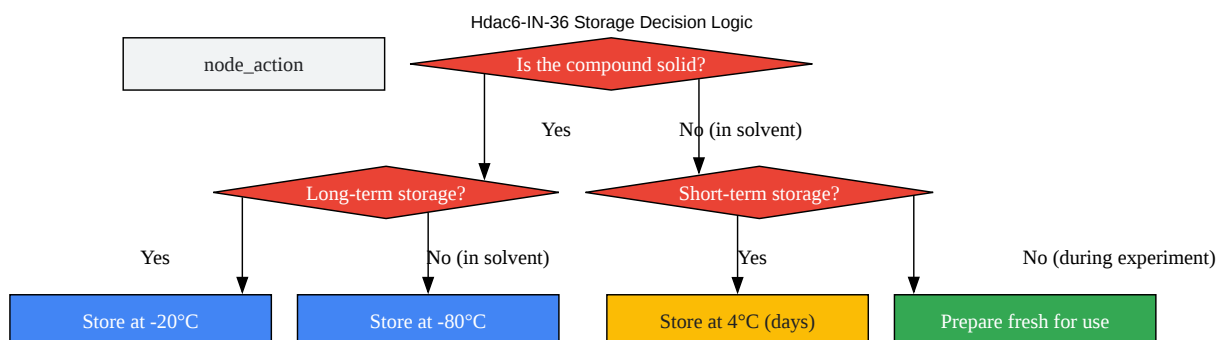 Hdac6-IN-36 Storage Decision Logic
node_action
Is the compound solid?
Yes
No (in solvent)
Long-term storage?
Short-term storage?
Yes
No (in solvent)
Yes
No (during experiment)
Store at -20°C
Store at -80°C
Store at 4°C (days)
Prepare fresh for use